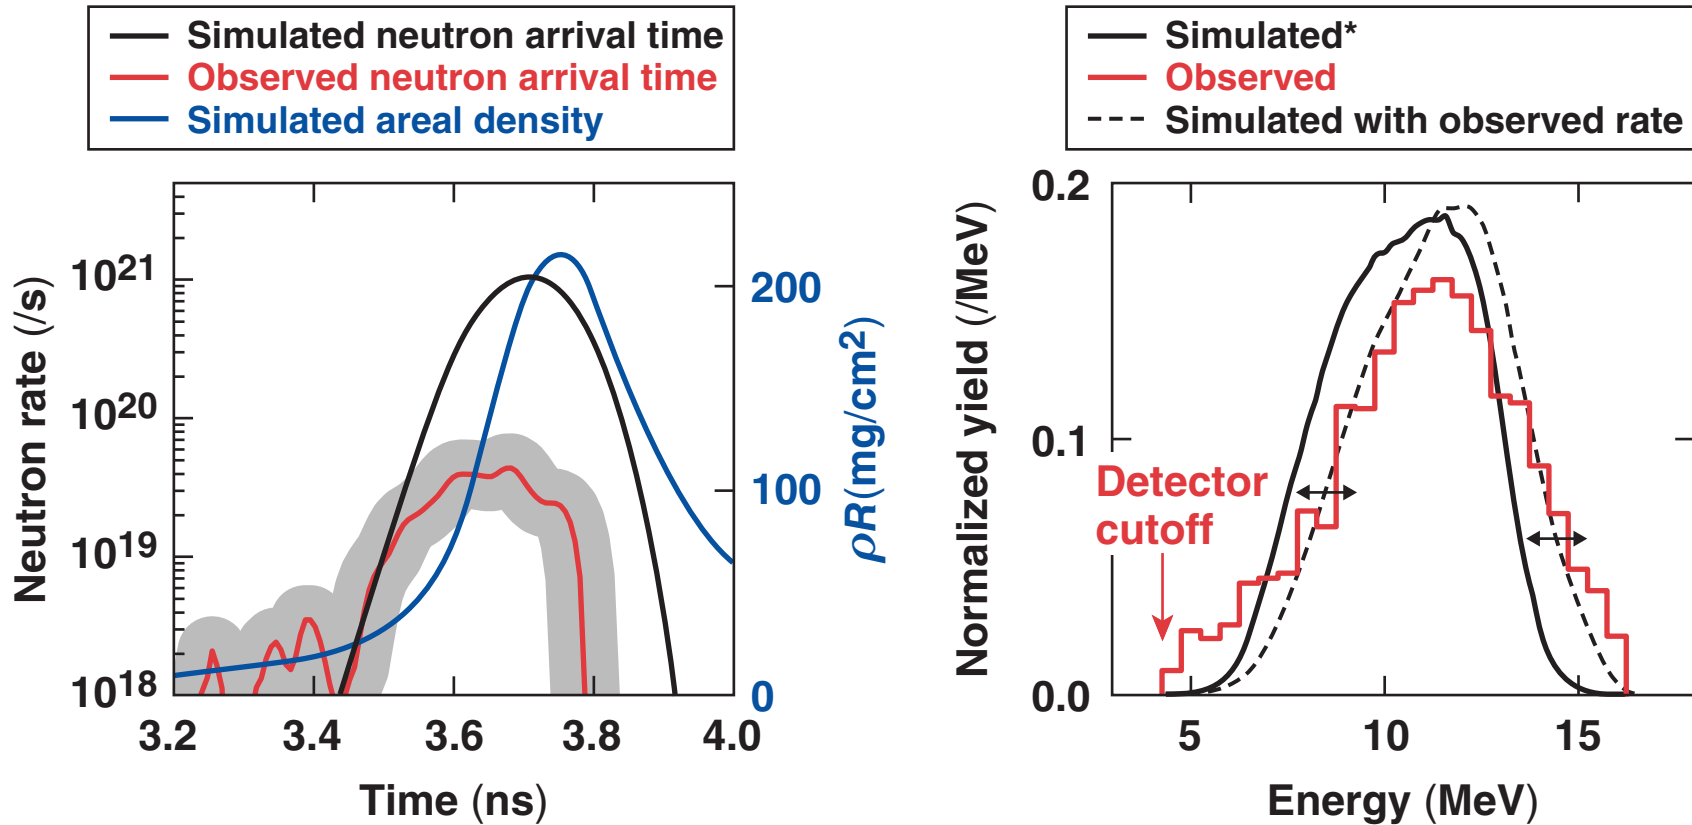 Simulated neutron arrival time
Observed neutron arrival time
Simulated areal density
Neutron rate (/s)
10²¹
10²⁰
10¹⁹
10¹⁸
200
100
0
ρR (mg/cm²)
3.2 3.4 3.6 3.8 4.0
Time (ns)
Simulated*
Observed
Simulated with observed rate
Normalized yield (/MeV)
0.2
0.1
0.0
Detector
cutoff
5 10 15
Energy (MeV)